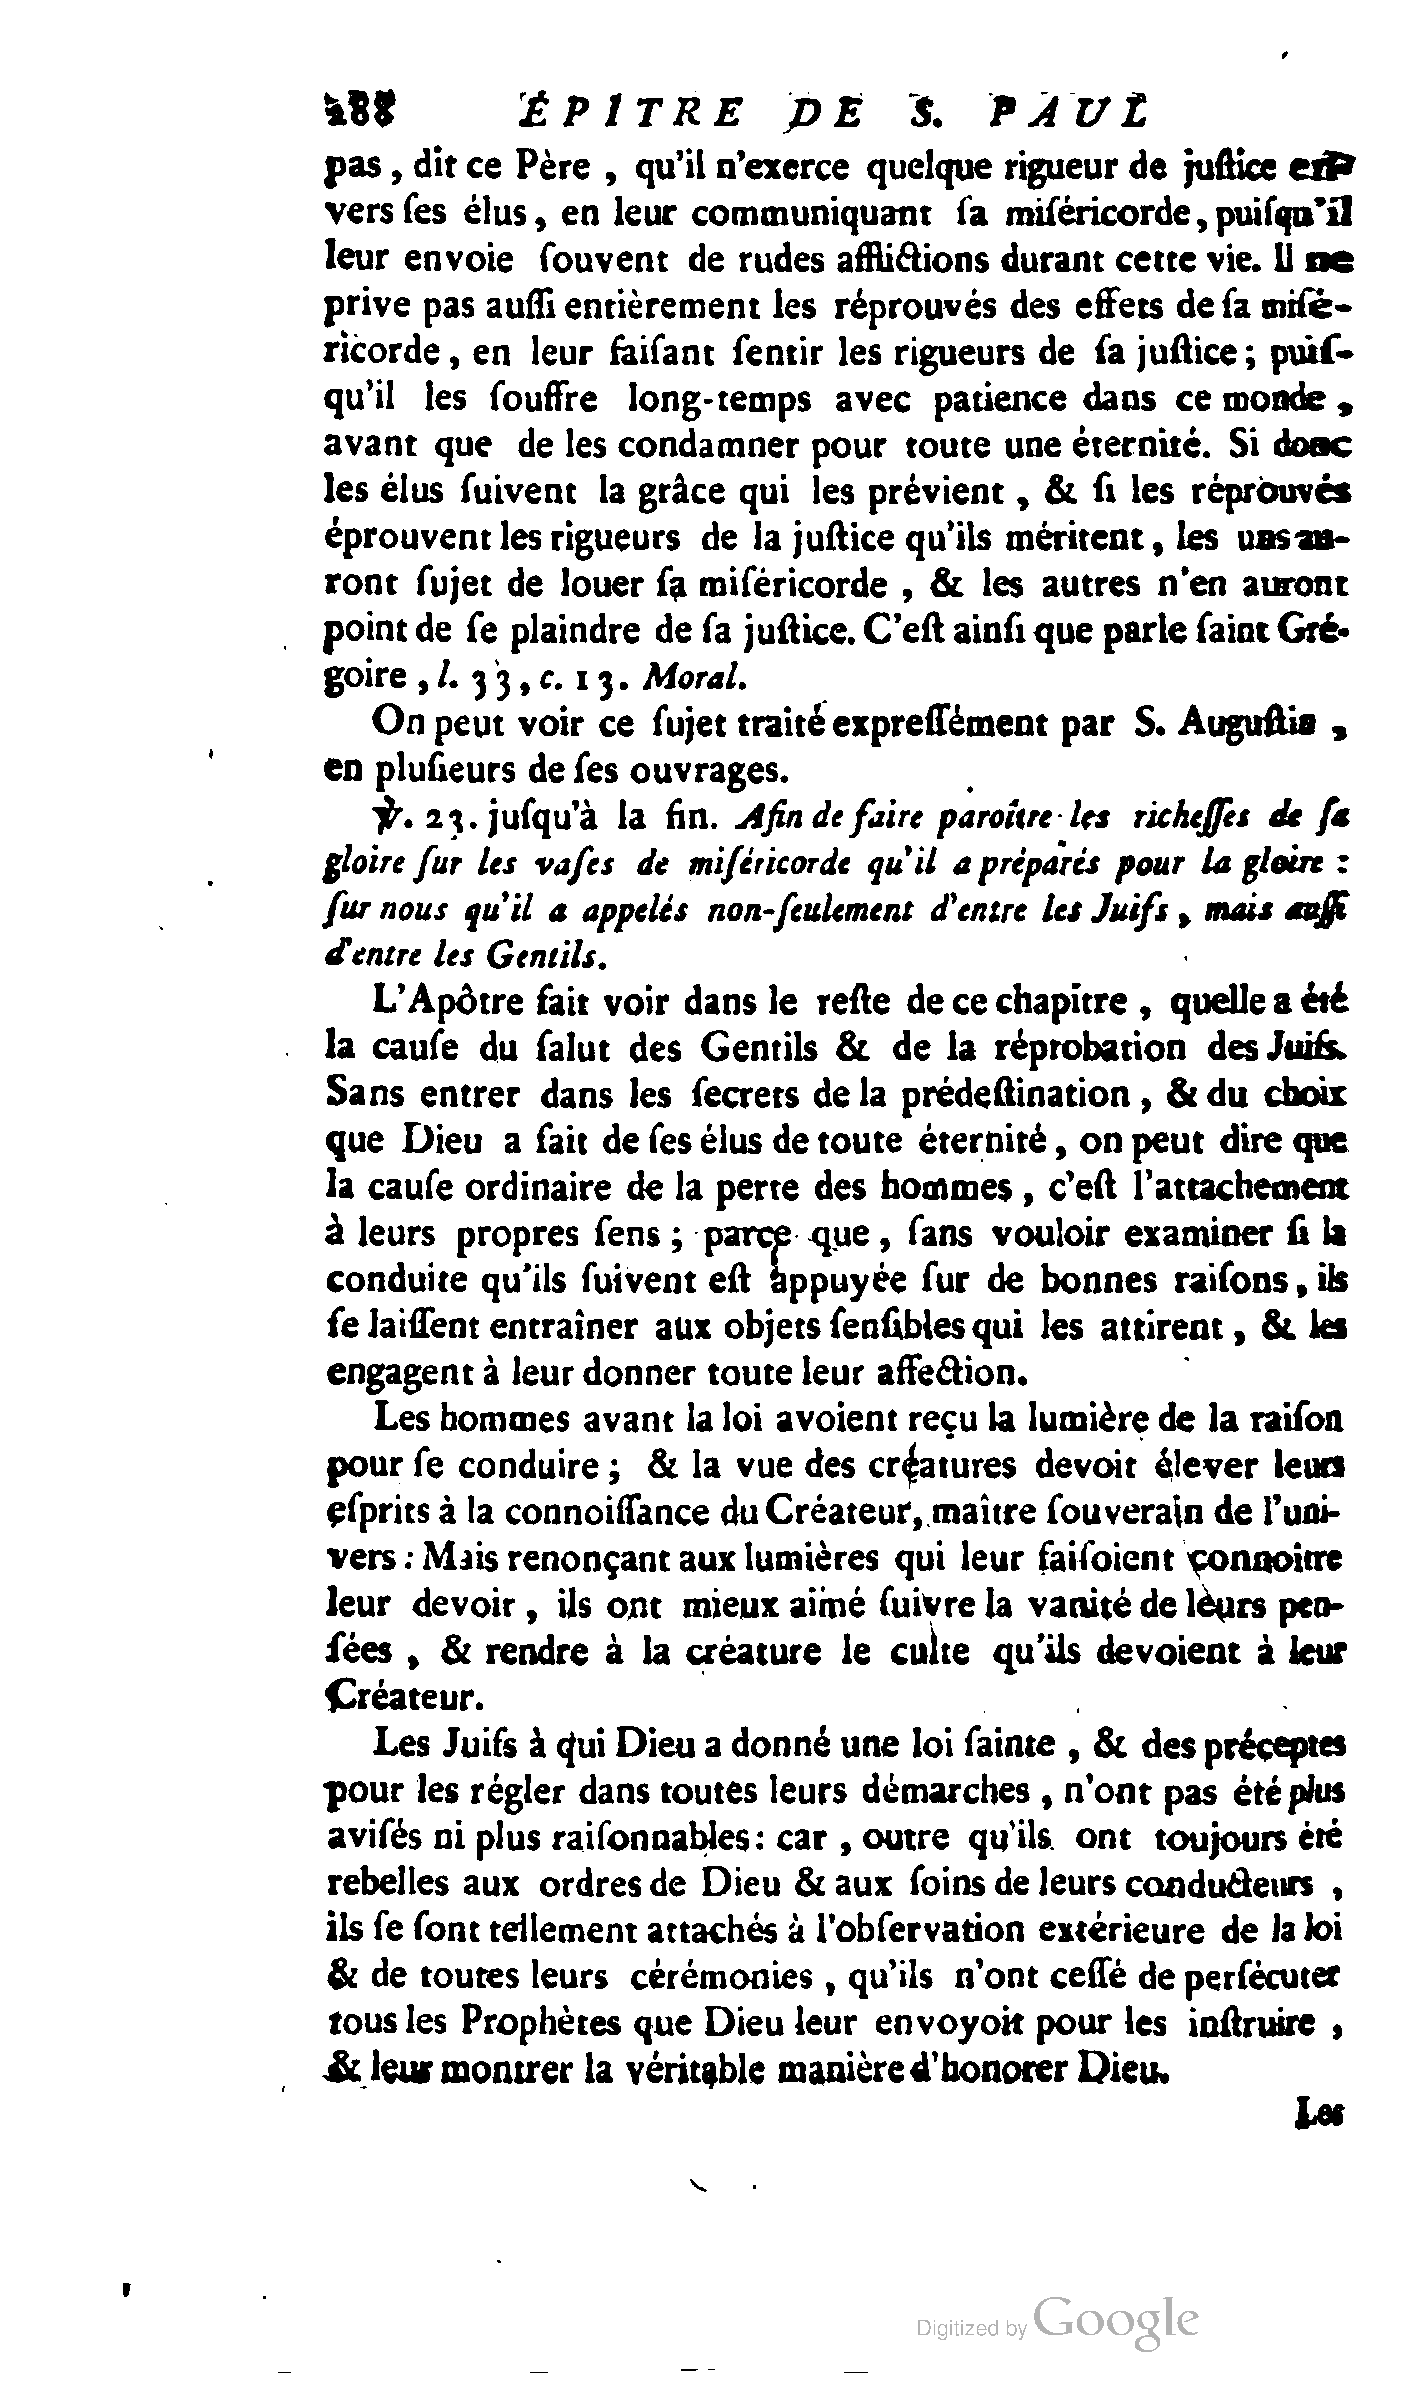 288 ÉPITRE DE S. PAUL
pas, dit ce Père, qu'il n'exerce quelque rigueur de juſtice en-
vers ſes élus, en leur communiquant ſa miſéricorde, puiſqu'il
leur envoie ſouvent de rudes afflictions durant cette vie. Il ne
prive pas auſſi entièrement les réprouvés des effets de ſa miſé-
ricorde, en leur faiſant ſentir les rigueurs de ſa juſtice; puiſ-
qu'il les ſouffre long-temps avec patience dans ce monde,
avant que de les condamner pour toute une éternité. Si donc
les élus ſuivent la grâce qui les prévient, & ſi les réprouvés
éprouvent les rigueurs de la juſtice qu'ils méritent, les uns au-
ront ſujet de louer ſa miſéricorde, & les autres n'en auront
point de ſe plaindre de ſa juſtice. C'eſt ainſi que parle ſaint Gré-
goire, l. 33, c. 13. Moral.
On peut voir ce ſujet traité expreſſément par S. Auguſtin,
en pluſieurs de ſes ouvrages.
℣. 23. juſqu'à la fin. Afin de faire paroître les richeſſes de ſa
gloire ſur les vaſes de miſéricorde qu'il a préparés pour la gloire :
ſur nous qu'il a appelés non-ſeulement d'entre les Juifs, mais auſſi
d'entre les Gentils.
L'Apôtre fait voir dans le reſte de ce chapitre, quelle a été
la cauſe du ſalut des Gentils & de la réprobation des Juifs.
Sans entrer dans les ſecrets de la prédeſtination, & du choix
que Dieu a fait de ſes élus de toute éternité, on peut dire que
la cauſe ordinaire de la perte des hommes, c'eſt l'attachement
à leurs propres ſens; parce que, ſans vouloir examiner ſi la
conduite qu'ils ſuivent eſt appuyée ſur de bonnes raiſons, ils
ſe laiſſent entraîner aux objets ſenſibles qui les attirent, & les
engagent à leur donner toute leur affection.
Les hommes avant la loi avoient reçu la lumière de la raiſon
pour ſe conduire; & la vue des créatures devoit élever leurs
eſprits à la connoiſſance du Créateur, maître ſouverain de l'uni-
vers : Mais renonçant aux lumières qui leur faiſoient connoitre
leur devoir, ils ont mieux aimé ſuivre la vanité de leurs pen-
ſées, & rendre à la créature le culte qu'ils devoient à leur
Créateur.
Les Juifs à qui Dieu a donné une loi ſainte, & des préceptes
pour les régler dans toutes leurs démarches, n'ont pas été plus
aviſés ni plus raiſonnables: car, outre qu'ils ont toujours été
rebelles aux ordres de Dieu & aux ſoins de leurs conducteurs,
ils ſe ſont tellement attachés à l'obſervation extérieure de la loi
& de toutes leurs cérémonies, qu'ils n'ont ceſſé de perſécuter
tous les Prophètes que Dieu leur envoyoit pour les inſtruire,
& leur montrer la véritable manière d'honorer Dieu.
Les
Digitized by Google